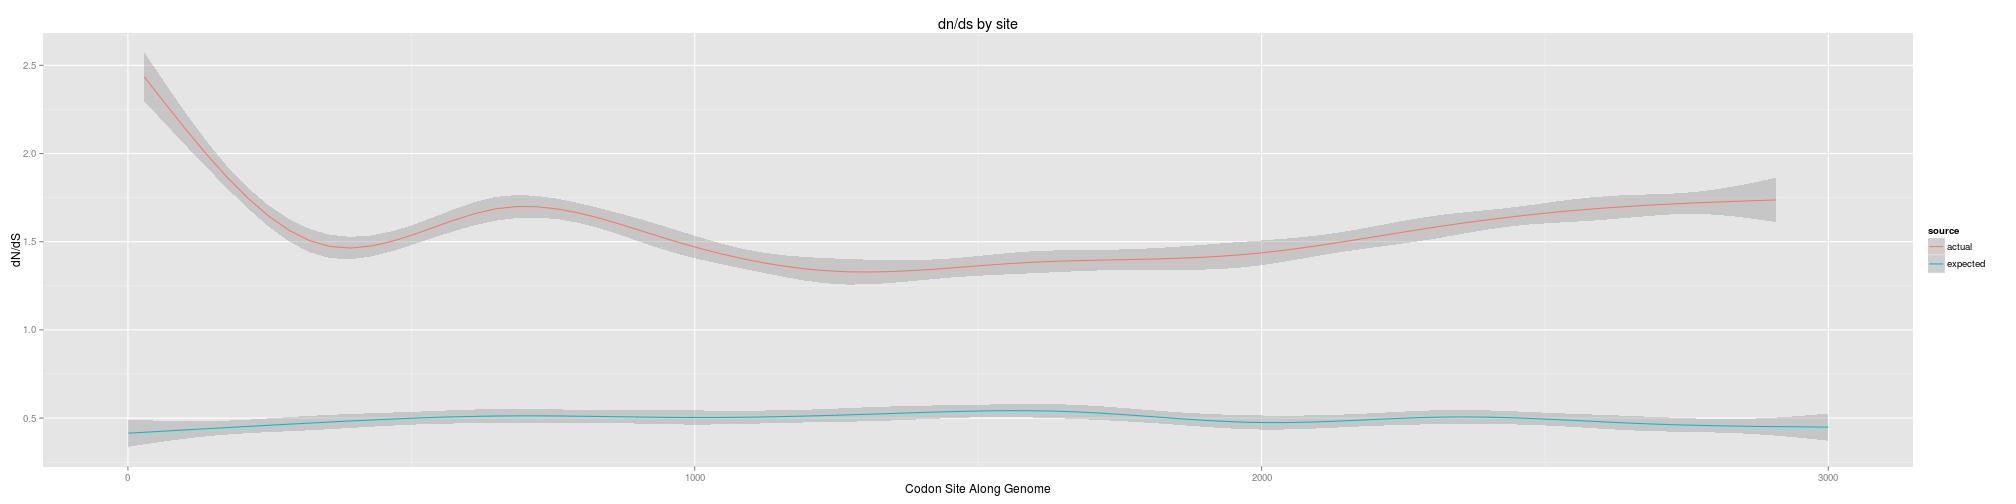 dn/ds by site
2.5
2.0
1.5
1.0
0.5
dN/dS
0 1000 2000 3000
Codon Site Along Genome
source
actual
expected